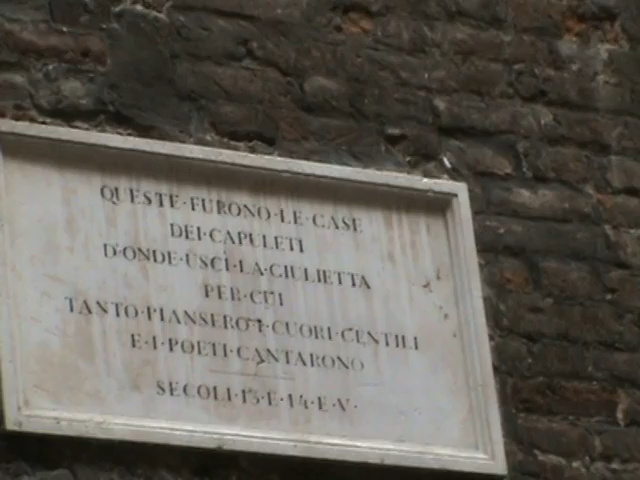 QUESTE·FURONO·LE·CASE
DEI·CAPULETI
D'ONDE·USCÌ·LA·GIULIETTA
PER·CUI
TANTO·PIANSERO·I·CUORI·GENTILI
E·I·POETI·CANTARONO
SECOLI·13·E·14·E·V·